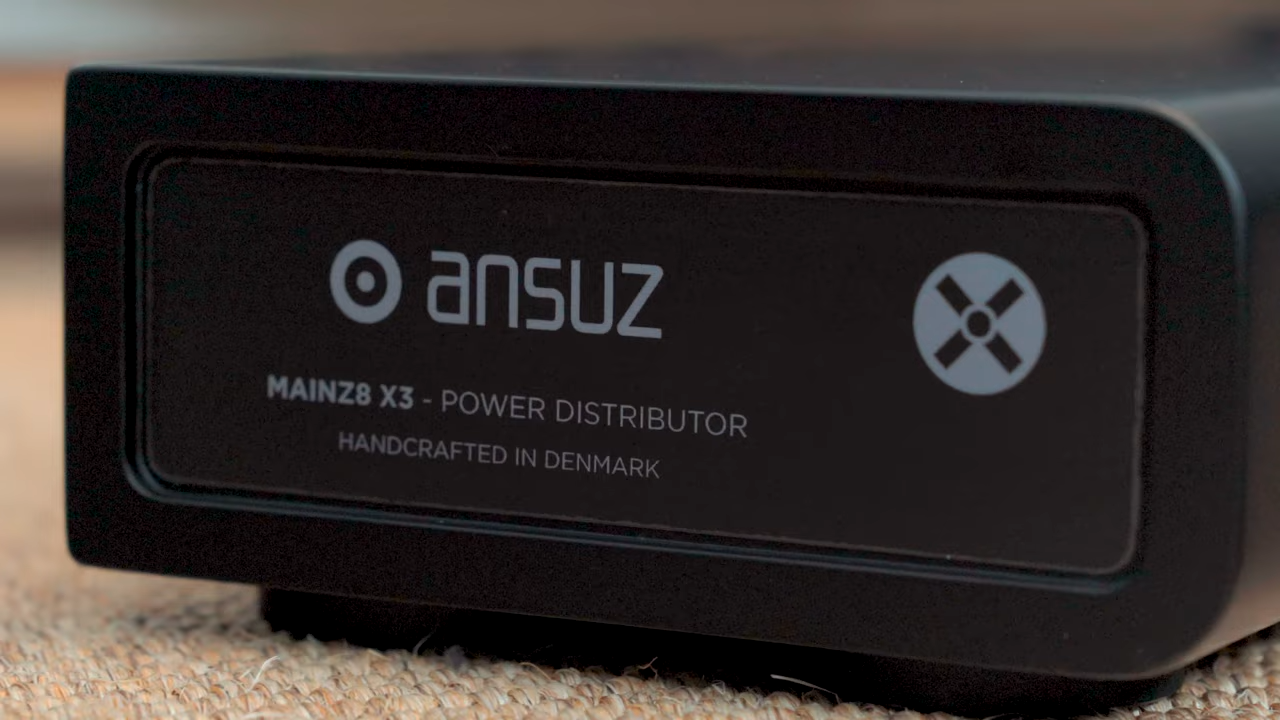 ansuz
MAINZ8 X3 - POWER DISTRIBUTOR
HANDCRAFTED IN DENMARK